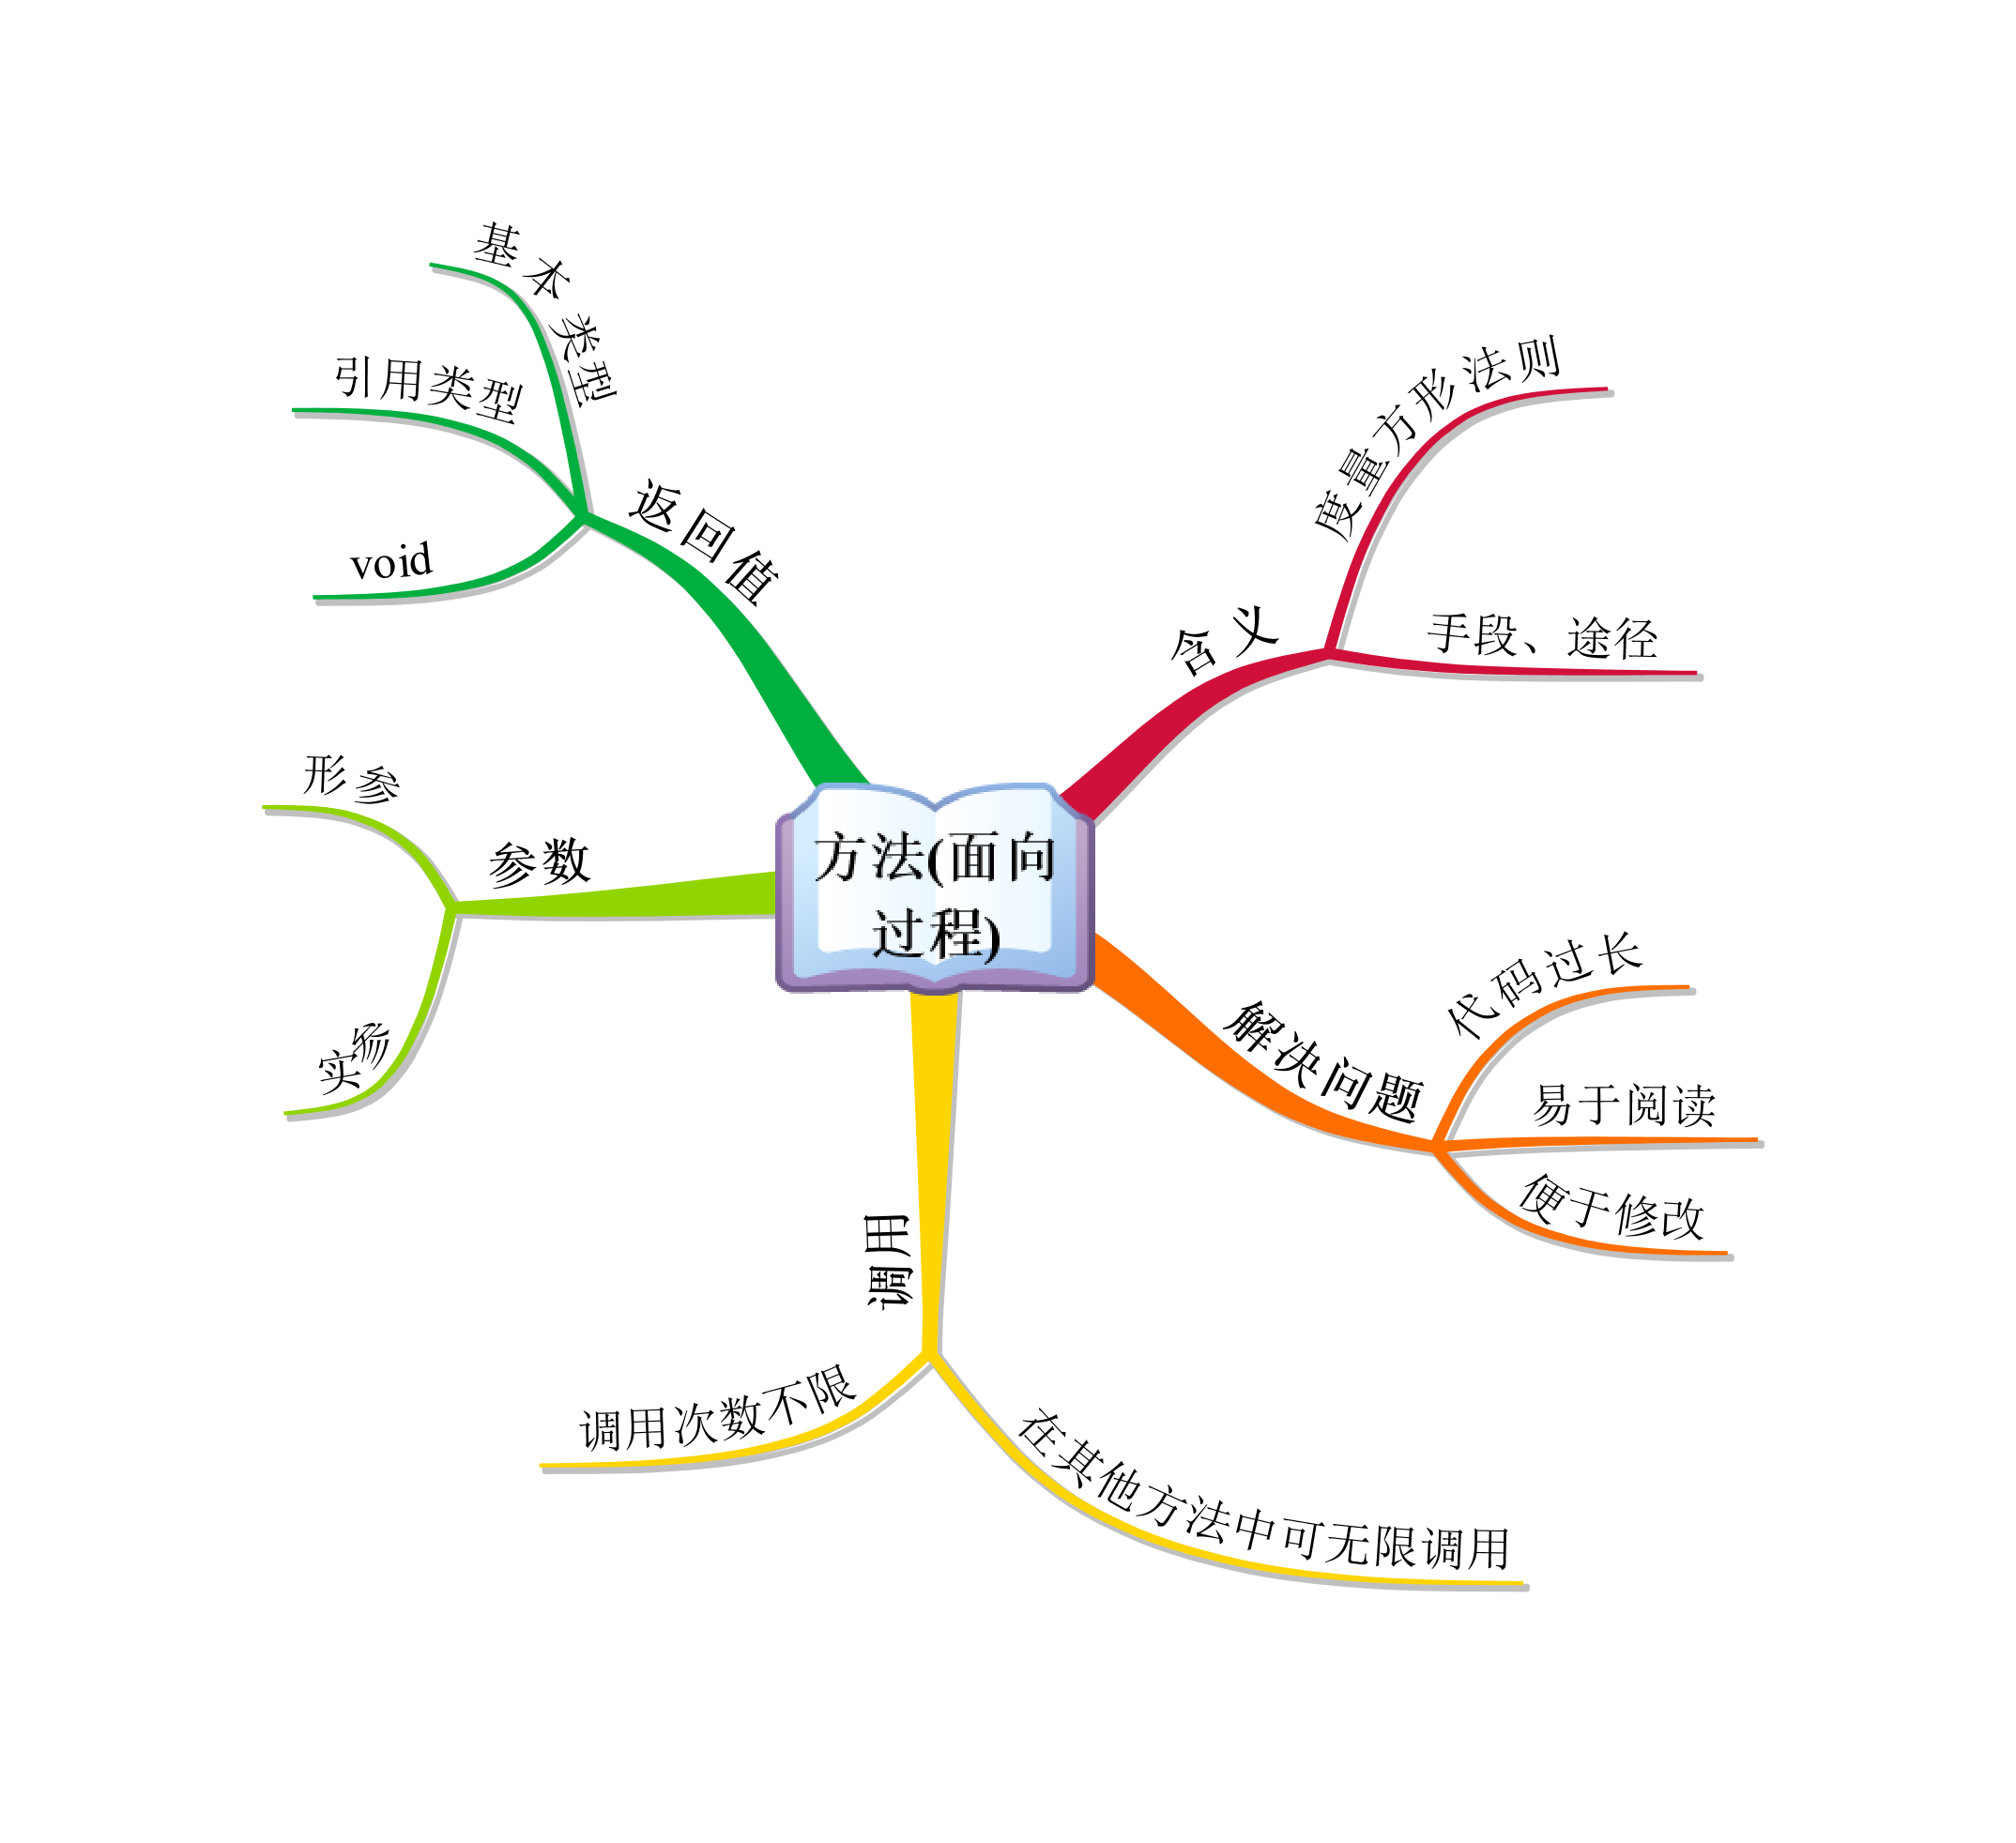 方法(面向
过程)
含义
度量方形法则
手段、途径
解决问题
代码过长
易于阅读
便于修改
调用
在其他方法中可无限调用
调用次数不限
参数
形参
实参
返回值
基本类型
引用类型
void